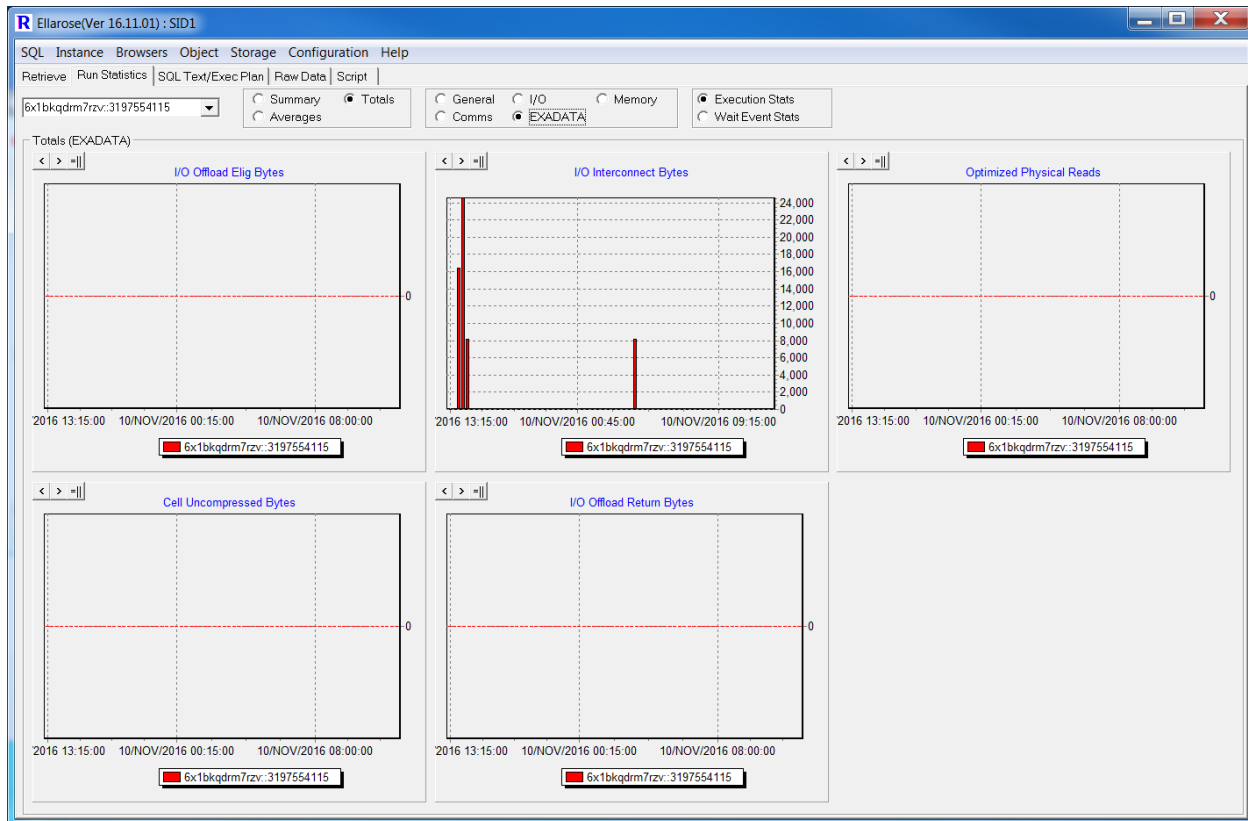 R Ellarose(Ver 16.11.01) : SID1
SQL Instance Browsers Object Storage Configuration Help
Retrieve Run Statistics SQL Text/Exec Plan Raw Data Script
6x1bkqdrm7rzv::3197554115
Summary Totals
Averages
General I/O Memory
Comms EXADATA
Execution Stats
Wait Event Stats
Totals (EXADATA)
I/O Offload Elig Bytes
0
'2016 13:15:00 10/NOV/2016 00:15:00 10/NOV/2016 08:00:00
6x1bkqdrm7rzv::3197554115
I/O Interconnect Bytes
24,000
22,000
20,000
18,000
16,000
14,000
12,000
10,000
8,000
6,000
4,000
2,000
0
2016 13:15:00 10/NOV/2016 00:45:00 10/NOV/2016 09:15:00
6x1bkqdrm7rzv::3197554115
Optimized Physical Reads
0
'2016 13:15:00 10/NOV/2016 00:15:00 10/NOV/2016 08:00:00
6x1bkqdrm7rzv::3197554115
Cell Uncompressed Bytes
0
'2016 13:15:00 10/NOV/2016 00:15:00 10/NOV/2016 08:00:00
6x1bkqdrm7rzv::3197554115
I/O Offload Return Bytes
0
2016 13:15:00 10/NOV/2016 00:15:00 10/NOV/2016 08:00:00
6x1bkqdrm7rzv::3197554115